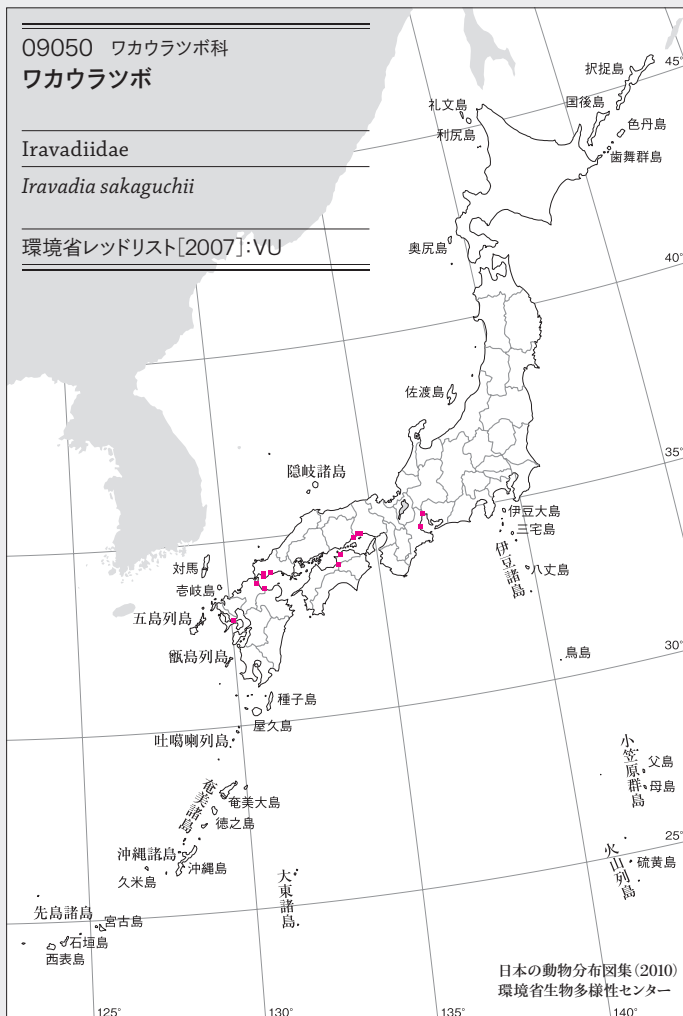 09050 ワカウラツボ科
ワカウラツボ
Iravadiidae
Iravadia sakaguchii
環境省レッドリスト[2007]:VU
択捉島
45°
国後島
礼文島
色丹島
利尻島
歯舞群島
奥尻島
40°
佐渡島
35°
隠岐諸島
伊豆大島
三宅島
伊豆諸島
八丈島
対馬
壱岐島
五島列島
甑島列島
鳥島
30°
種子島
屋久島
吐噶喇列島
小笠原群島
父島
母島
奄美諸島
奄美大島
徳之島
25°
沖縄諸島
沖縄島
久米島
火山列島
硫黄島
大東諸島
先島諸島
宮古島
石垣島
西表島
日本の動物分布図集(2010)
環境省生物多様性センター
125°
130°
135°
140°